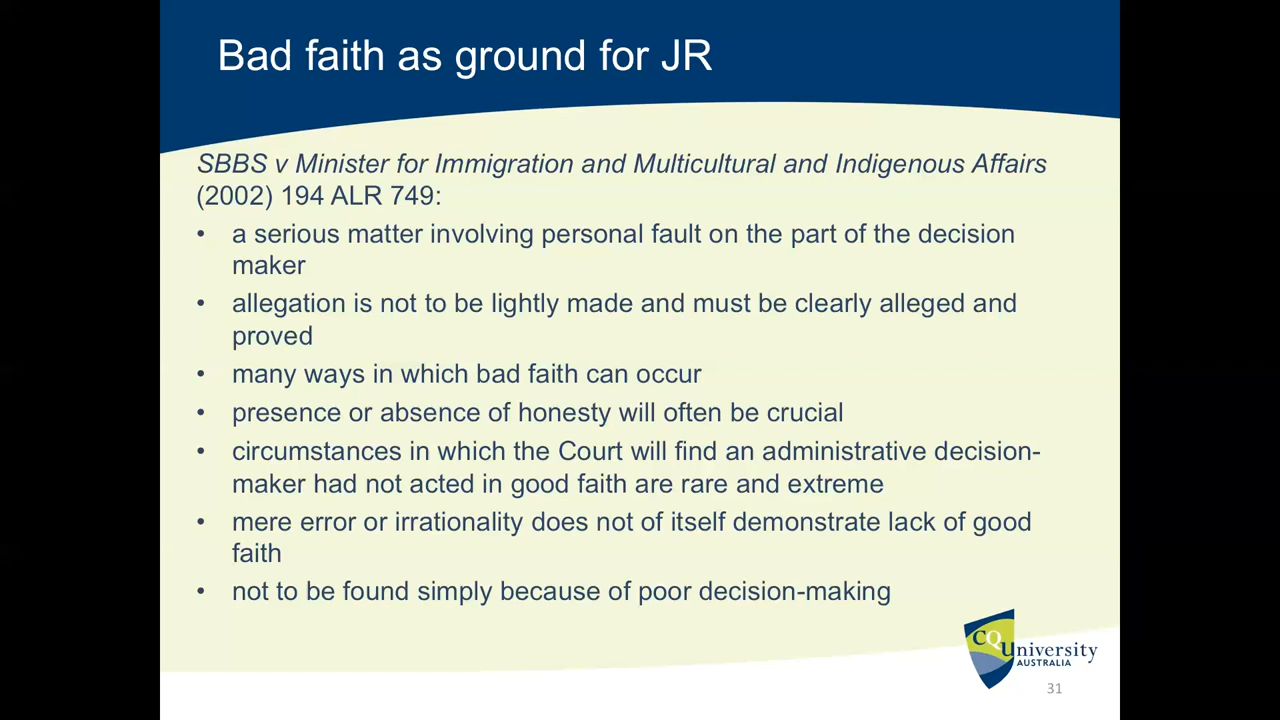 Bad faith as ground for JR
SBBS v Minister for Immigration and Multicultural and Indigenous Affairs
(2002) 194 ALR 749:
• a serious matter involving personal fault on the part of the decision
maker
• allegation is not to be lightly made and must be clearly alleged and
proved
• many ways in which bad faith can occur
• presence or absence of honesty will often be crucial
• circumstances in which the Court will find an administrative decision-
maker had not acted in good faith are rare and extreme
• mere error or irrationality does not of itself demonstrate lack of good
faith
• not to be found simply because of poor decision-making
CQUniversity
AUSTRALIA
31